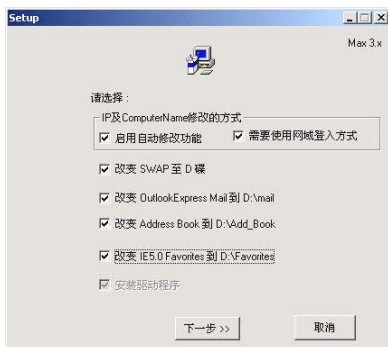 Setup
Max 3.x
请选择：
IP及ComputerName修改的方式
启用自动修改功能 需要使用网域登入方式
改变 SWAP 至 D 碟
改变 OutlookExpress Mail 到 D:\mail
改变 Address Book 到 D:\Add_Book
改变 IE5.0 Favorites 到 D:\Favorites
安装驱动程序
下一步 >> 取消